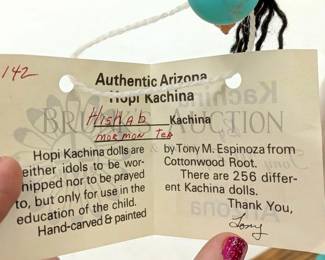 142
Authentic Arizona
Hopi Kachina
HisHab Kachina
MORMON TEA
Hopi Kachina dolls are
neither idols to be wor-
shipped nor to be prayed
to, but only for use in the
education of the child.
Hand-carved & painted
by Tony M. Espinoza from
Cottonwood Root.
There are 256 differ-
ent Kachina dolls.
Thank You,
Tony